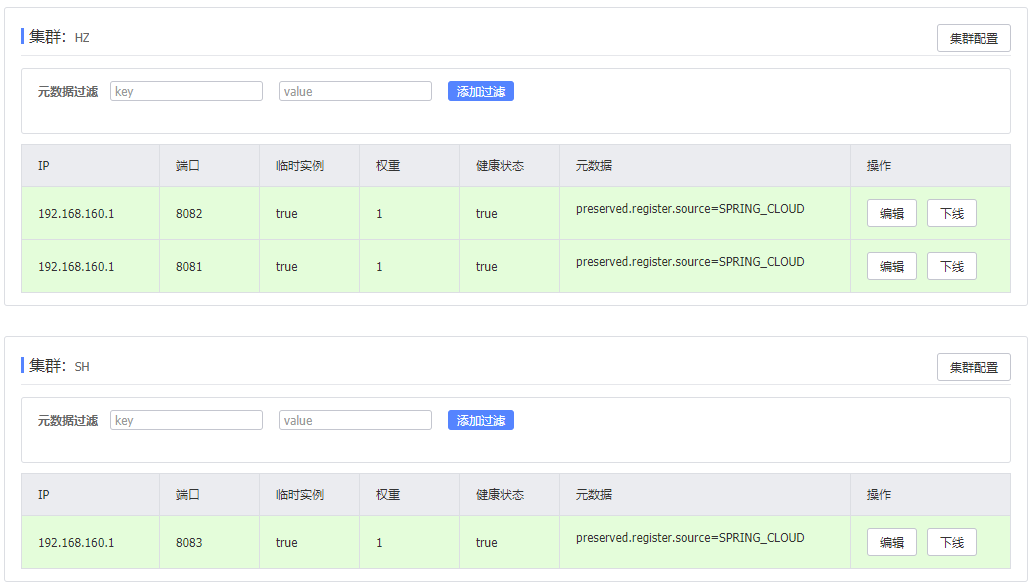 集群: HZ 集群配置
元数据过滤 key value 添加过滤
IP 端口 临时实例 权重 健康状态 元数据 操作
192.168.160.1 8082 true 1 true preserved.register.source=SPRING_CLOUD 编辑 下线
192.168.160.1 8081 true 1 true preserved.register.source=SPRING_CLOUD 编辑 下线
集群: SH 集群配置
元数据过滤 key value 添加过滤
IP 端口 临时实例 权重 健康状态 元数据 操作
192.168.160.1 8083 true 1 true preserved.register.source=SPRING_CLOUD 编辑 下线